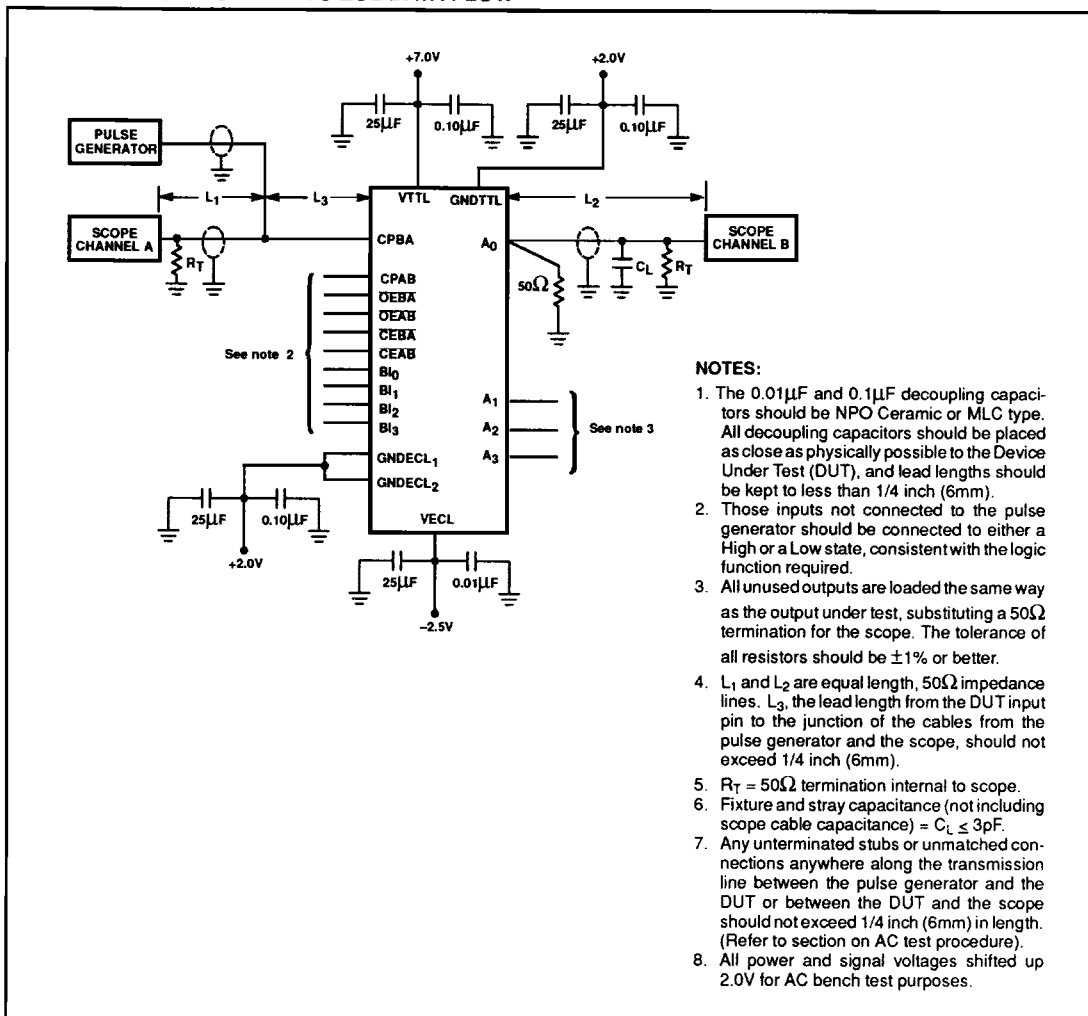 +7.0V
+2.0V
25μF
0.10μF
25μF
0.10μF
PULSE
GENERATOR
L1
L3
VTTL
GNDTTL
L2
SCOPE
CHANNEL A
RT
CPBA
A0
SCOPE
CHANNEL B
CL
RT
50Ω
CPAB
OEBA
OEAB
CEBA
CEAB
BI0
BI1
BI2
BI3
See note 2
A1
A2
A3
See note 3
GNDECL1
GNDECL2
25μF
0.10μF
+2.0V
VECL
25μF
0.01μF
–2.5V
NOTES:
1. The 0.01μF and 0.1μF decoupling capaci-
tors should be NPO Ceramic or MLC type.
All decoupling capacitors should be placed
as close as physically possible to the Device
Under Test (DUT), and lead lengths should
be kept to less than 1/4 inch (6mm).
2. Those inputs not connected to the pulse
generator should be connected to either a
High or a Low state, consistent with the logic
function required.
3. All unused outputs are loaded the same way
as the output under test, substituting a 50Ω
termination for the scope. The tolerance of
all resistors should be ±1% or better.
4. L1 and L2 are equal length, 50Ω impedance
lines. L3, the lead length from the DUT input
pin to the junction of the cables from the
pulse generator and the scope, should not
exceed 1/4 inch (6mm).
5. RT = 50Ω termination internal to scope.
6. Fixture and stray capacitance (not including
scope cable capacitance) = CL ≤ 3pF.
7. Any unterminated stubs or unmatched con-
nections anywhere along the transmission
line between the pulse generator and the
DUT or between the DUT and the scope
should not exceed 1/4 inch (6mm) in length.
(Refer to section on AC test procedure).
8. All power and signal voltages shifted up
2.0V for AC bench test purposes.